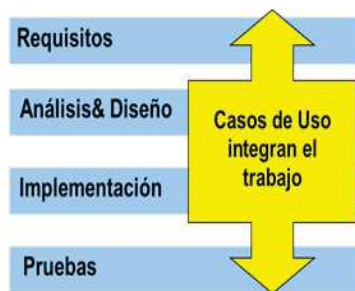 Requisitos
Análisis& Diseño
Casos de Uso
integran el
trabajo
Implementación
Pruebas